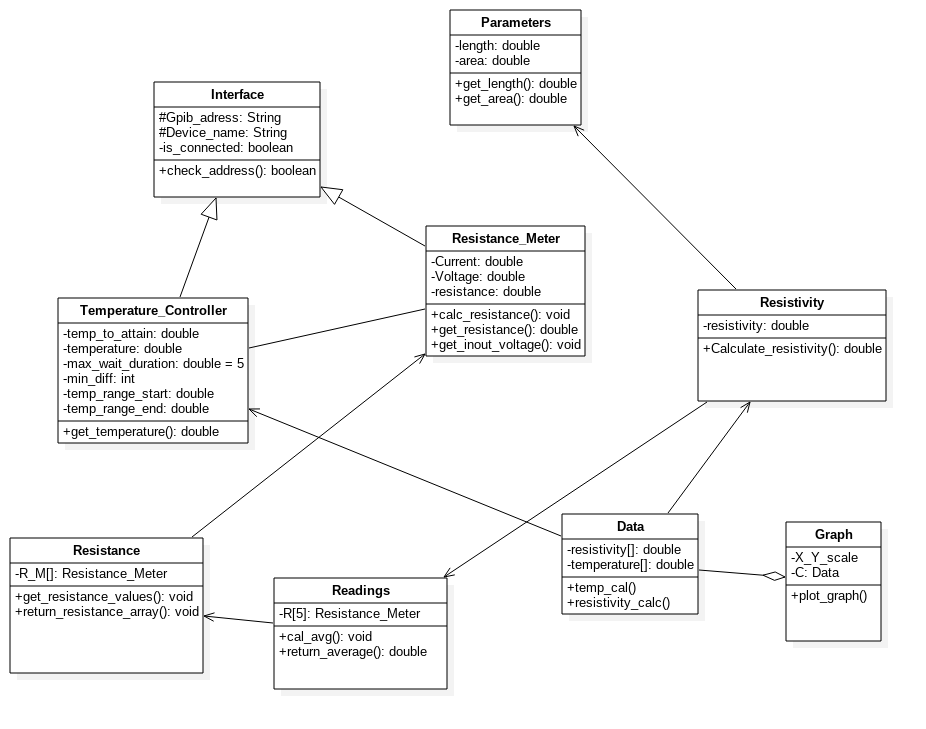 Parameters
-length: double
-area: double
+get_length(): double
+get_area(): double
Interface
#Gpib_adress: String
#Device_name: String
-is_connected: boolean
+check_address(): boolean
Resistance_Meter
-Current: double
-Voltage: double
-resistance: double
+calc_resistance(): void
+get_resistance(): double
+get_inout_voltage(): void
Temperature_Controller
-temp_to_attain: double
-temperature: double
-max_wait_duration: double = 5
-min_diff: int
-temp_range_start: double
-temp_range_end: double
+get_temperature(): double
Resistivity
-resistivity: double
+Calculate_resistivity(): double
Resistance
-R_M[]: Resistance_Meter
+get_resistance_values(): void
+return_resistance_array(): void
Readings
-R[5]: Resistance_Meter
+cal_avg(): void
+return_average(): double
Data
-resistivity[]: double
-temperature[]: double
+temp_cal()
+resistivity_calc()
Graph
-X_Y_scale
-C: Data
+plot_graph()